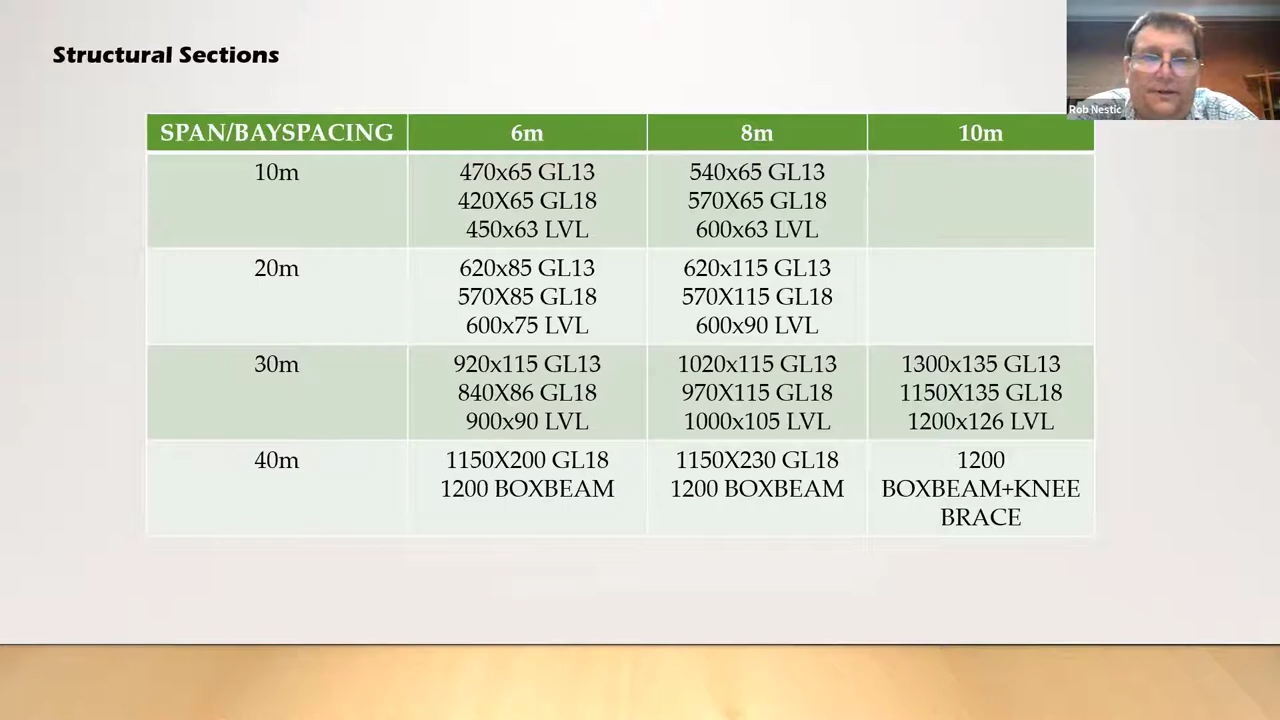 Structural Sections
Rob Nestic
SPAN/BAYSPACING 6m 8m 10m
10m
470x65 GL13
420X65 GL18
450x63 LVL
540x65 GL13
570X65 GL18
600x63 LVL
20m
620x85 GL13
570X85 GL18
600x75 LVL
620x115 GL13
570X115 GL18
600x90 LVL
30m
920x115 GL13
840X86 GL18
900x90 LVL
1020x115 GL13
970X115 GL18
1000x105 LVL
1300x135 GL13
1150X135 GL18
1200x126 LVL
40m
1150X200 GL18
1200 BOXBEAM
1150X230 GL18
1200 BOXBEAM
1200
BOXBEAM+KNEE
BRACE